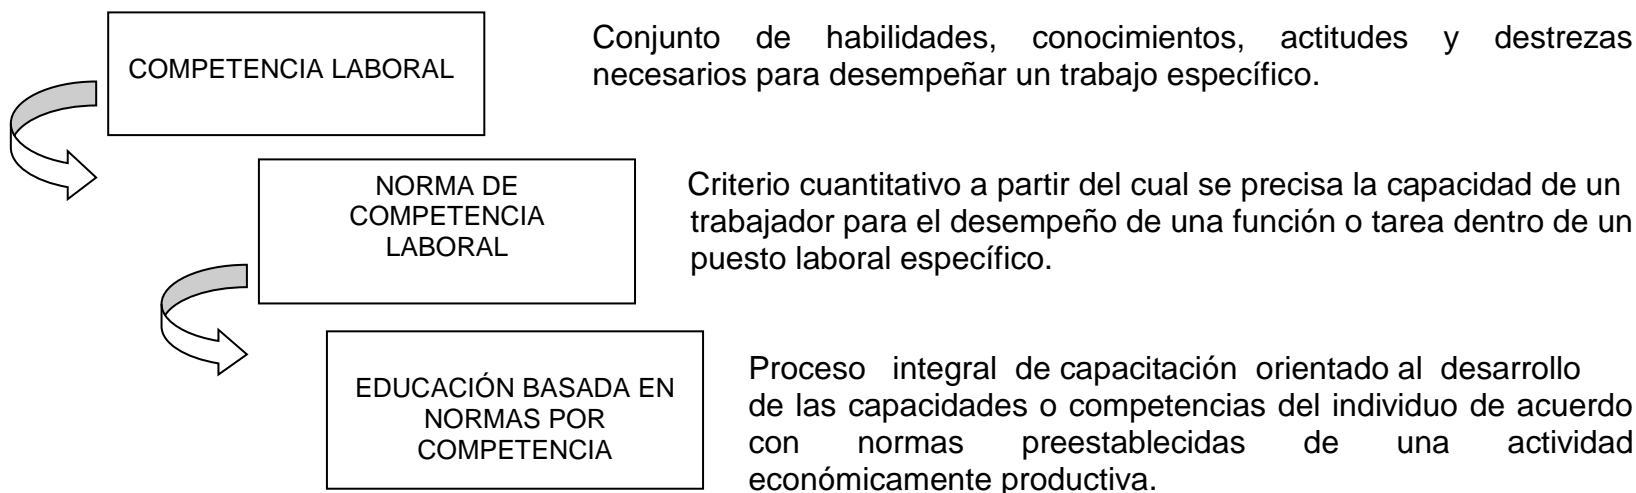 COMPETENCIA LABORAL
Conjunto de habilidades, conocimientos, actitudes y destrezas
necesarios para desempeñar un trabajo específico.
NORMA DE
COMPETENCIA
LABORAL
Criterio cuantitativo a partir del cual se precisa la capacidad de un
trabajador para el desempeño de una función o tarea dentro de un
puesto laboral específico.
EDUCACIÓN BASADA EN
NORMAS POR
COMPETENCIA
Proceso integral de capacitación orientado al desarrollo
de las capacidades o competencias del individuo de acuerdo
con normas preestablecidas de una actividad
económicamente productiva.